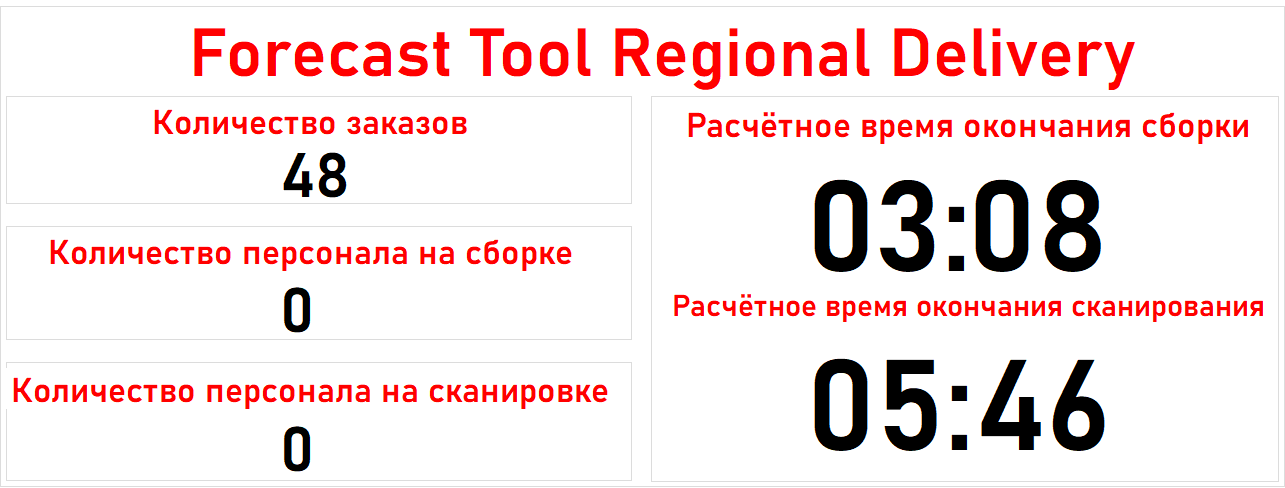 Forecast Tool Regional Delivery
Количество заказов
48
Количество персонала на сборке
0
Количество персонала на сканировке
0
Расчётное время окончания сборки
03:08
Расчётное время окончания сканирования
05:46